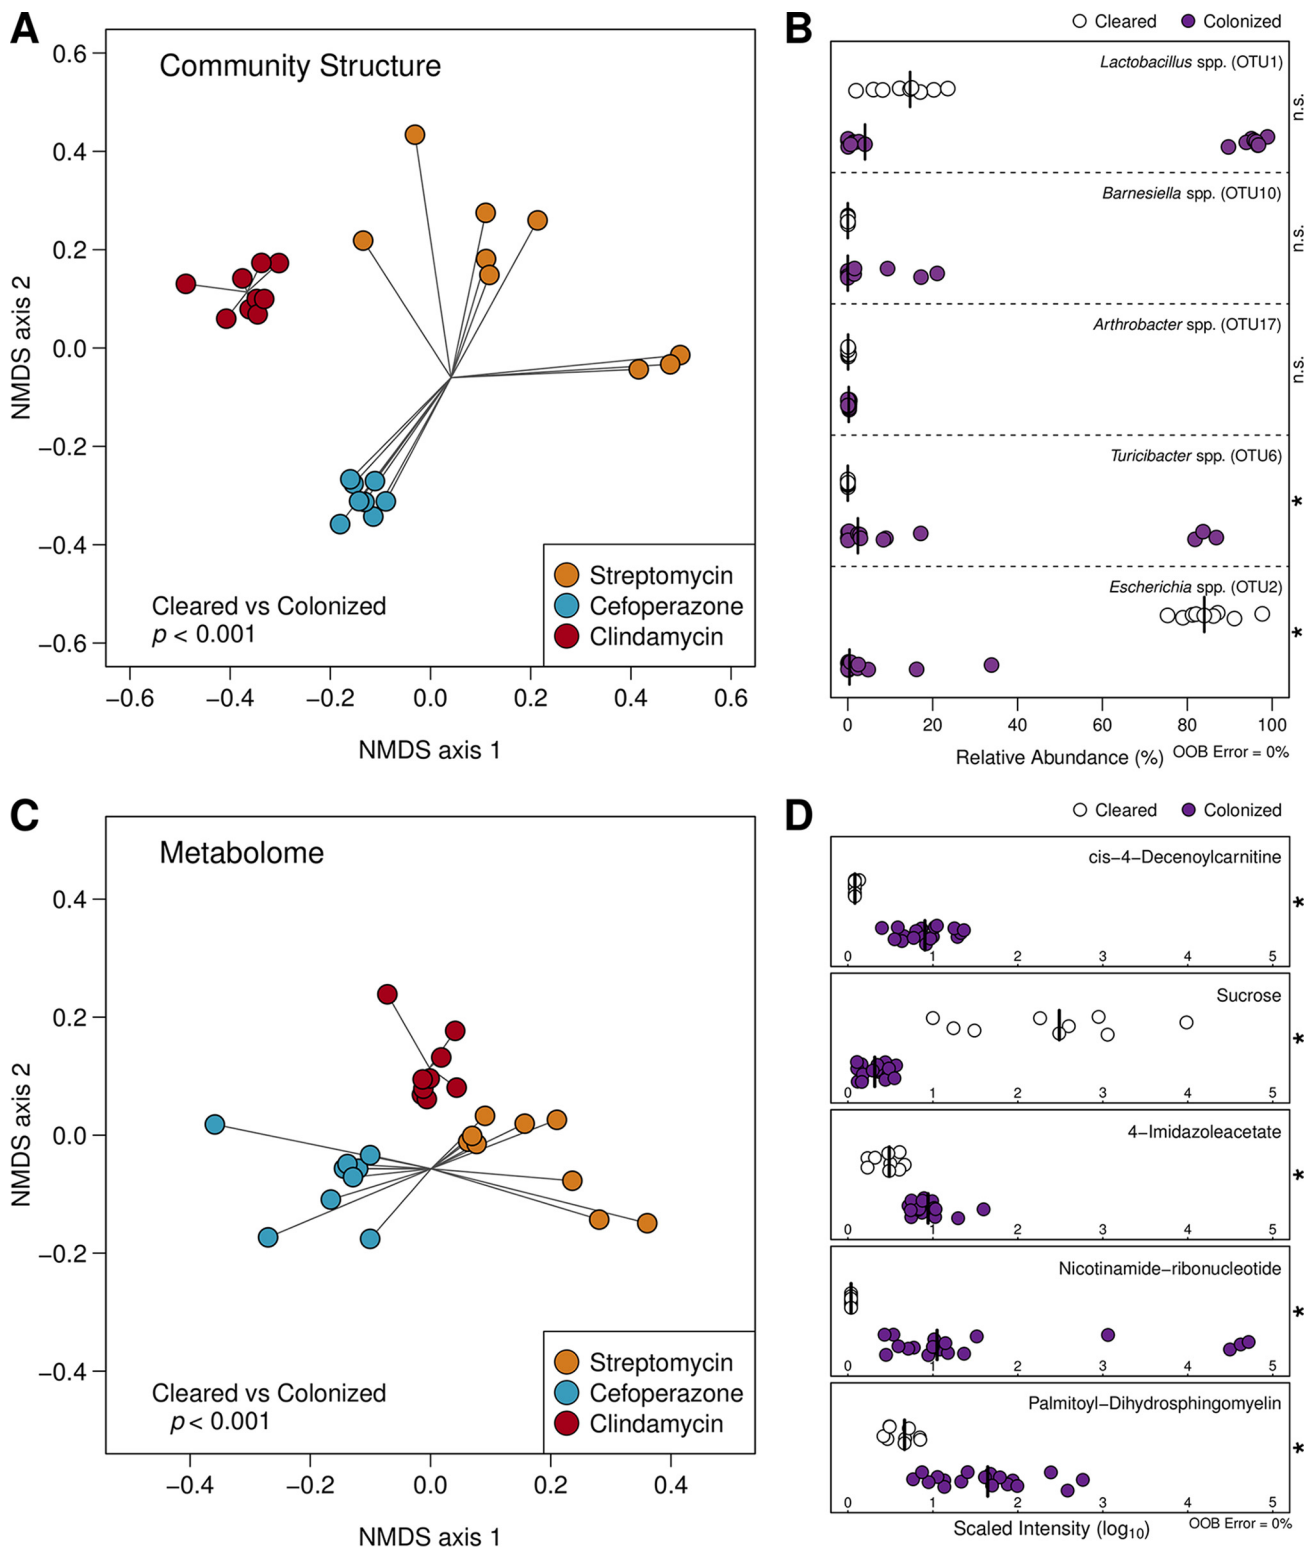 A
Community Structure
0.6
0.4
0.2
0.0
−0.2
−0.4
−0.6
NMDS axis 2
Streptomycin
Cefoperazone
Clindamycin
Cleared vs Colonized
p < 0.001
−0.6
−0.4
−0.2
0.0
0.2
0.4
0.6
NMDS axis 1
B
Cleared
Colonized
Lactobacillus spp. (OTU1)
n.s.
Barnesiella spp. (OTU10)
n.s.
Arthrobacter spp. (OTU17)
n.s.
Turicibacter spp. (OTU6)
*
Escherichia spp. (OTU2)
*
0
20
40
60
80
100
Relative Abundance (%)
OOB Error = 0%
C
Metabolome
0.4
0.2
0.0
−0.2
−0.4
NMDS axis 2
Streptomycin
Cefoperazone
Clindamycin
Cleared vs Colonized
p < 0.001
−0.4
−0.2
0.0
0.2
0.4
NMDS axis 1
D
Cleared
Colonized
cis−4−Decenoylcarnitine
*
0 1 2 3 4 5
Sucrose
*
0 1 2 3 4 5
4−Imidazoleacetate
*
0 1 2 3 4 5
Nicotinamide−ribonucleotide
*
0 1 2 3 4 5
Palmitoyl−Dihydrosphingomyelin
*
0 1 2 3 4 5
Scaled Intensity (log10)
OOB Error = 0%